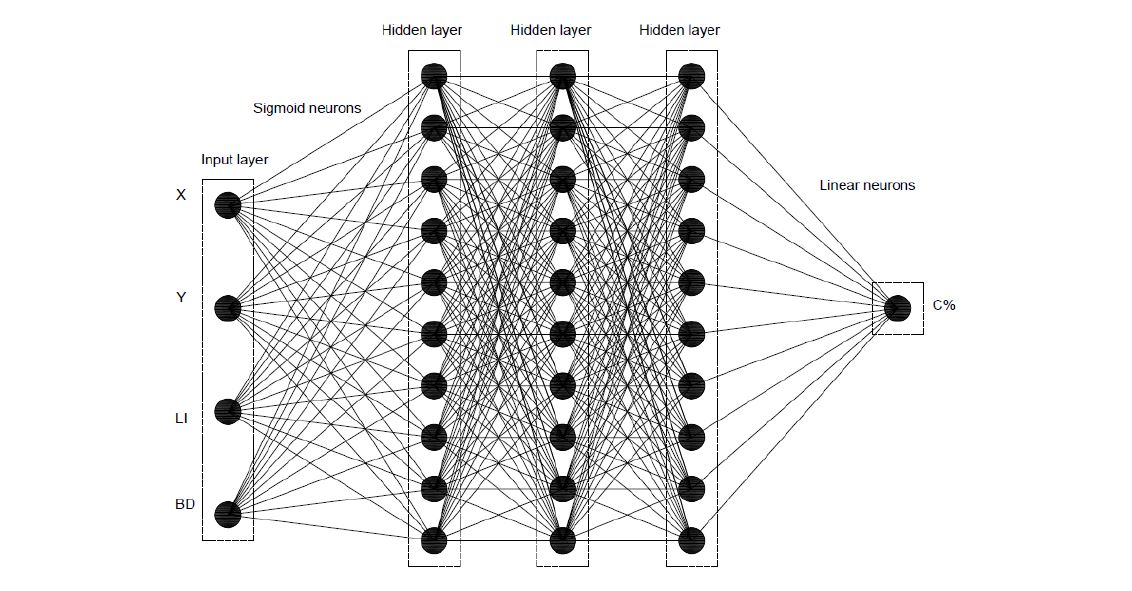 Hidden layer
Hidden layer
Hidden layer
Sigmoid neurons
Input layer
X
Linear neurons
Y
C%
LI
BD